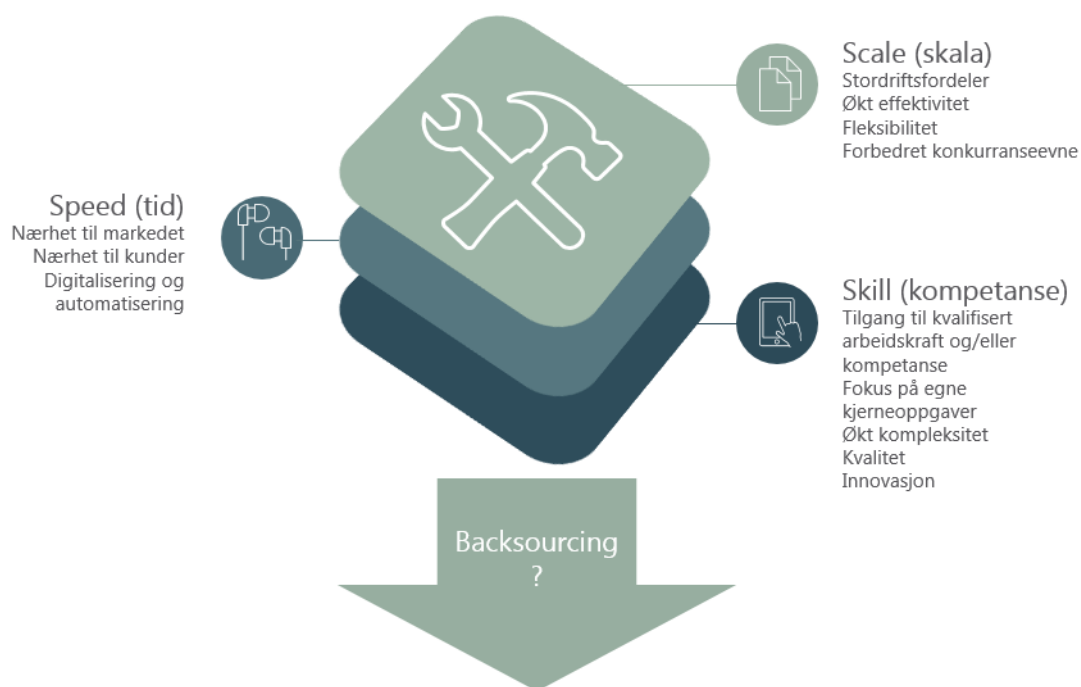 Scale (skala)
Stordriftsfordeler
Økt effektivitet
Fleksibilitet
Forbedret konkurranseevne
Speed (tid)
Nærhet til markedet
Nærhet til kunder
Digitalisering og
automatisering
Skill (kompetanse)
Tilgang til kvalifisert
arbeidskraft og/eller
kompetanse
Fokus på egne
kjerneoppgaver
Økt kompleksitet
Kvalitet
Innovasjon
Backsourcing
?